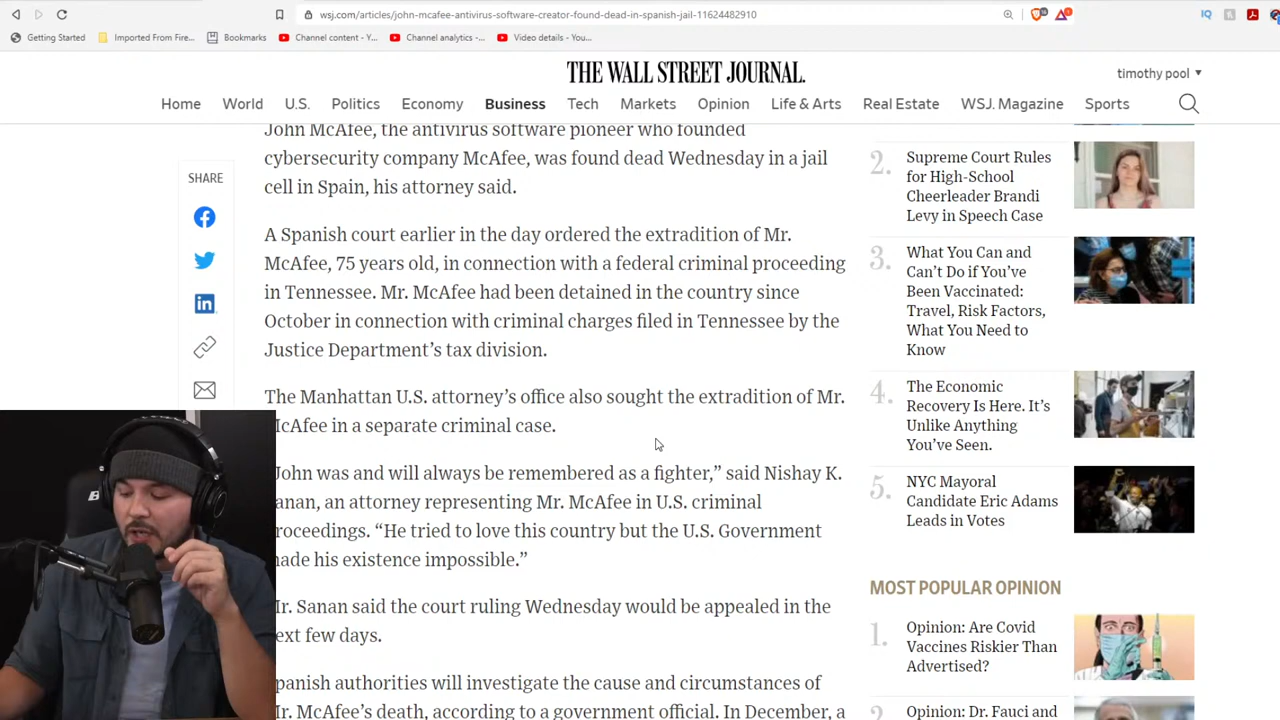 wsj.com/articles/john-mcafee-antivirus-software-creator-found-dead-in-spanish-jail-11624482910
Getting Started
Imported From Fire...
Bookmarks
Channel content - Y...
Channel analytics -...
Video details - You...
THE WALL STREET JOURNAL.
timothy pool
Home World U.S. Politics Economy Business Tech Markets Opinion Life & Arts Real Estate WSJ. Magazine Sports
SHARE
John McAfee, the antivirus software pioneer who founded
cybersecurity company McAfee, was found dead Wednesday in a jail
cell in Spain, his attorney said.
A Spanish court earlier in the day ordered the extradition of Mr.
McAfee, 75 years old, in connection with a federal criminal proceeding
in Tennessee. Mr. McAfee had been detained in the country since
October in connection with criminal charges filed in Tennessee by the
Justice Department's tax division.
The Manhattan U.S. attorney's office also sought the extradition of Mr.
McAfee in a separate criminal case.
John was and will always be remembered as a fighter,” said Nishay K.
anan, an attorney representing Mr. McAfee in U.S. criminal
roceedings. “He tried to love this country but the U.S. Government
ade his existence impossible.”
r. Sanan said the court ruling Wednesday would be appealed in the
ext few days.
panish authorities will investigate the cause and circumstances of
r. McAfee's death, according to a government official. In December, a
2.
Supreme Court Rules
for High-School
Cheerleader Brandi
Levy in Speech Case
3.
What You Can and
Can't Do if You've
Been Vaccinated:
Travel, Risk Factors,
What You Need to
Know
4.
The Economic
Recovery Is Here. It's
Unlike Anything
You've Seen.
5.
NYC Mayoral
Candidate Eric Adams
Leads in Votes
MOST POPULAR OPINION
1.
Opinion: Are Covid
Vaccines Riskier Than
Advertised?
2
Opinion: Dr. Fauci and